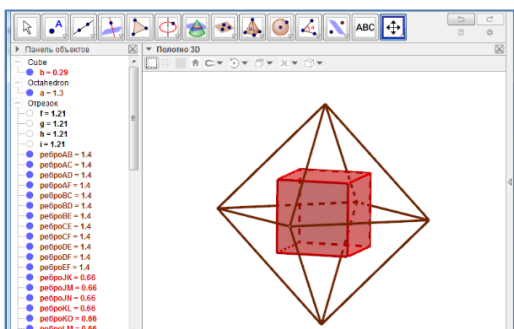 ABC
Панель объектов
Полотно 3D
Cube
b = 0.29
Octahedron
a = 1.3
Отрезок
f = 1.21
g = 1.21
h = 1.21
i = 1.21
реброAB = 1.4
реброAC = 1.4
реброAD = 1.4
реброAF = 1.4
реброBC = 1.4
реброBD = 1.4
реброBE = 1.4
реброCE = 1.4
реброCF = 1.4
реброDE = 1.4
реброDF = 1.4
реброEF = 1.4
реброJK = 0.66
реброJM = 0.66
реброJN = 0.66
реброKL = 0.66
реброKO = 0.66
реброLM = 0.66